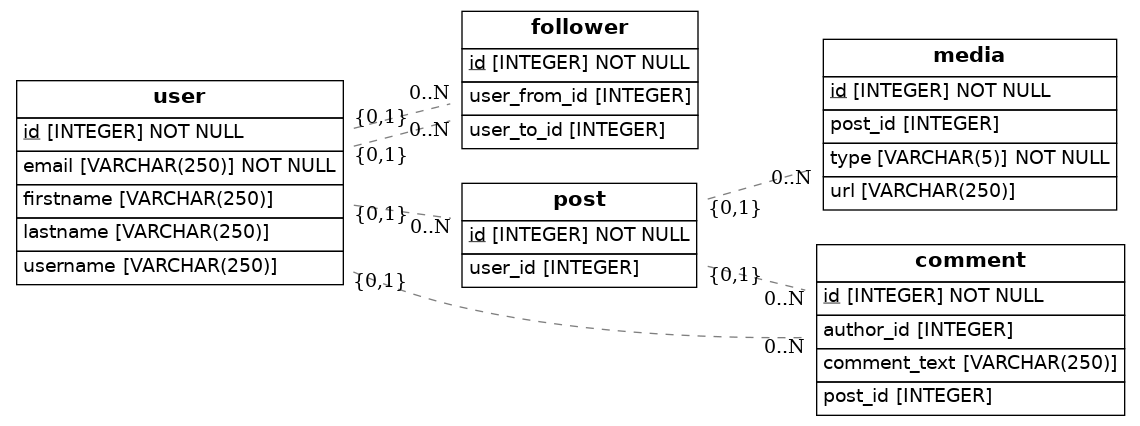 user
id [INTEGER] NOT NULL
email [VARCHAR(250)] NOT NULL
firstname [VARCHAR(250)]
lastname [VARCHAR(250)]
username [VARCHAR(250)]
{0,1}
0..N
{0,1}
0..N
{0,1}
0..N
{0,1}
0..N
follower
id [INTEGER] NOT NULL
user_from_id [INTEGER]
user_to_id [INTEGER]
post
id [INTEGER] NOT NULL
user_id [INTEGER]
{0,1}
0..N
{0,1}
0..N
media
id [INTEGER] NOT NULL
post_id [INTEGER]
type [VARCHAR(5)] NOT NULL
url [VARCHAR(250)]
comment
id [INTEGER] NOT NULL
author_id [INTEGER]
comment_text [VARCHAR(250)]
post_id [INTEGER]